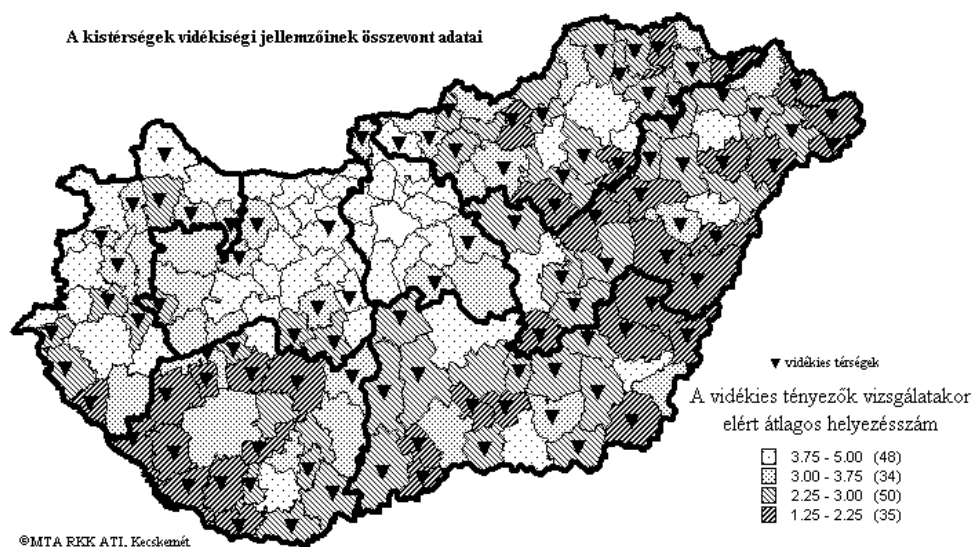 A kistérségek vidékiségi jellemzőinek összevont adatai
vidékies térségek
A vidékies tényezők vizsgálatakor
elért átlagos helyezésszám
3.75 - 5.00 (48)
3.00 - 3.75 (34)
2.25 - 3.00 (50)
1.25 - 2.25 (35)
©MTA RKK ATI, Kecskemét